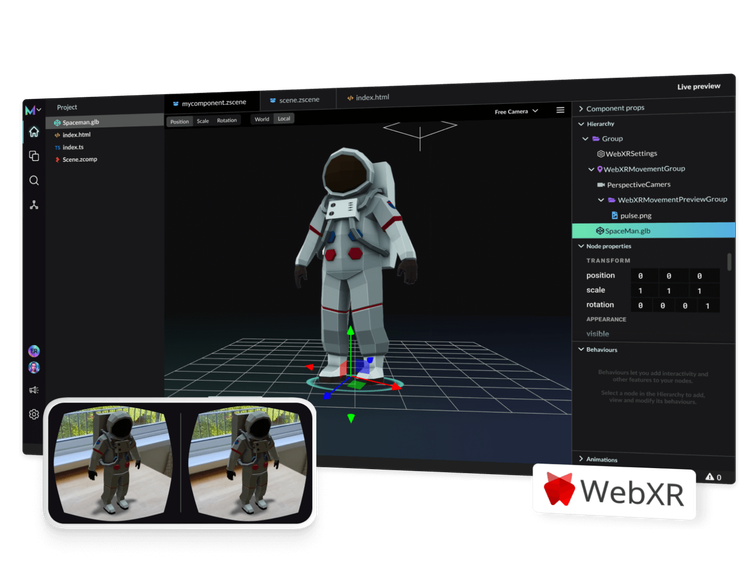 Live preview
Project
mycomponent.zscene
scene.zscene
index.html
Component props
Spaceman.glb
index.html
TS index.ts
Scene.zcomp
Position Scale Rotation World Local
Free Camera
Hierarchy
Group
WebXRSettings
WebXRMovementGroup
PerspectiveCamers
WebXRMovementPreviewGroup
pulse.png
SpaceMan.glb
Node properties
TRANSFORM
position 0 0 0
scale 1 1 1
rotation 0 0 0 1
APPEARANCE
visible
Behaviours
Behaviours let you add interactivity and
other features to your nodes.
Select a node in the Hierarchy to add,
view and modify its behaviours.
Animations
0
WebXR